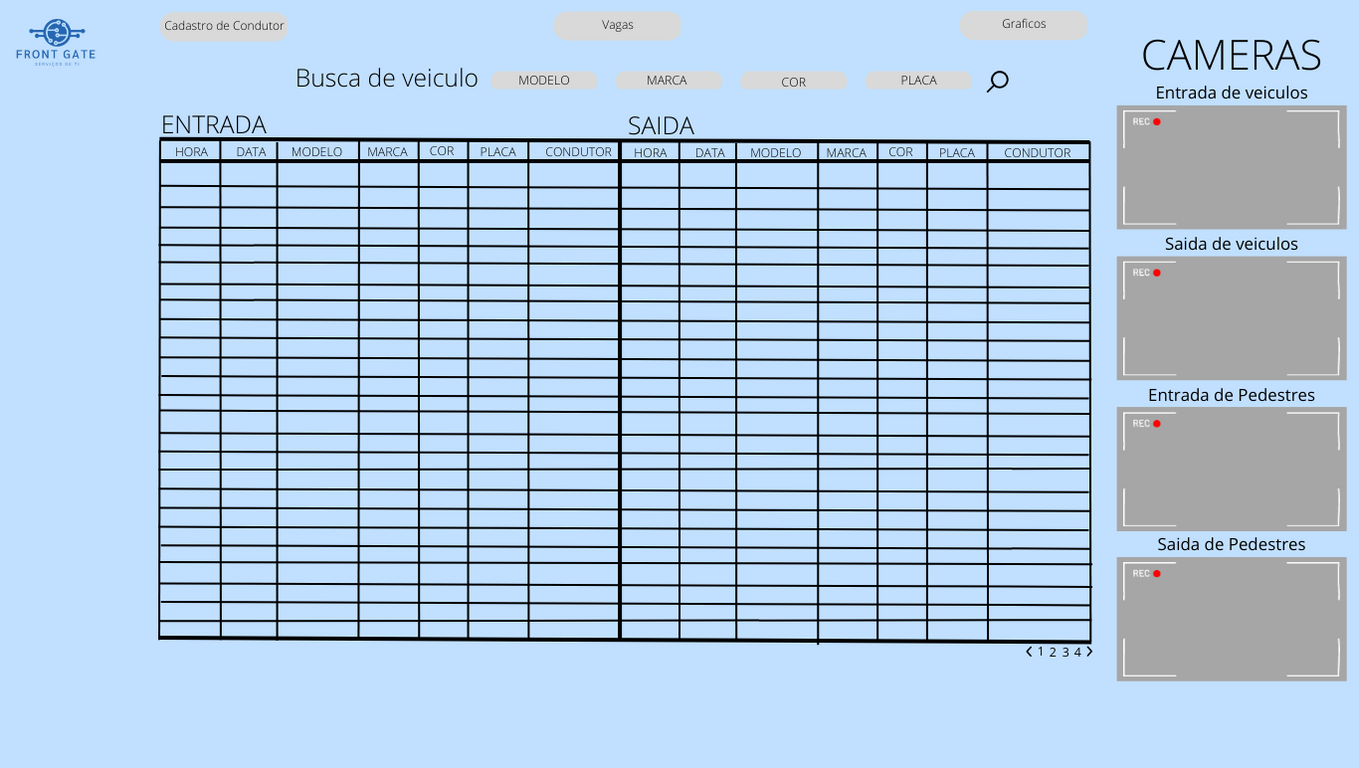 FRONT GATE
SERVIÇOS DE TI
Cadastro de Condutor
Vagas
Graficos
Busca de veiculo
MODELO
MARCA
COR
PLACA
ENTRADA
SAIDA
HORA DATA MODELO MARCA COR PLACA CONDUTOR HORA DATA MODELO MARCA COR PLACA CONDUTOR
< 1 2 3 4 >
CAMERAS
Entrada de veiculos
REC
Saida de veiculos
REC
Entrada de Pedestres
REC
Saida de Pedestres
REC